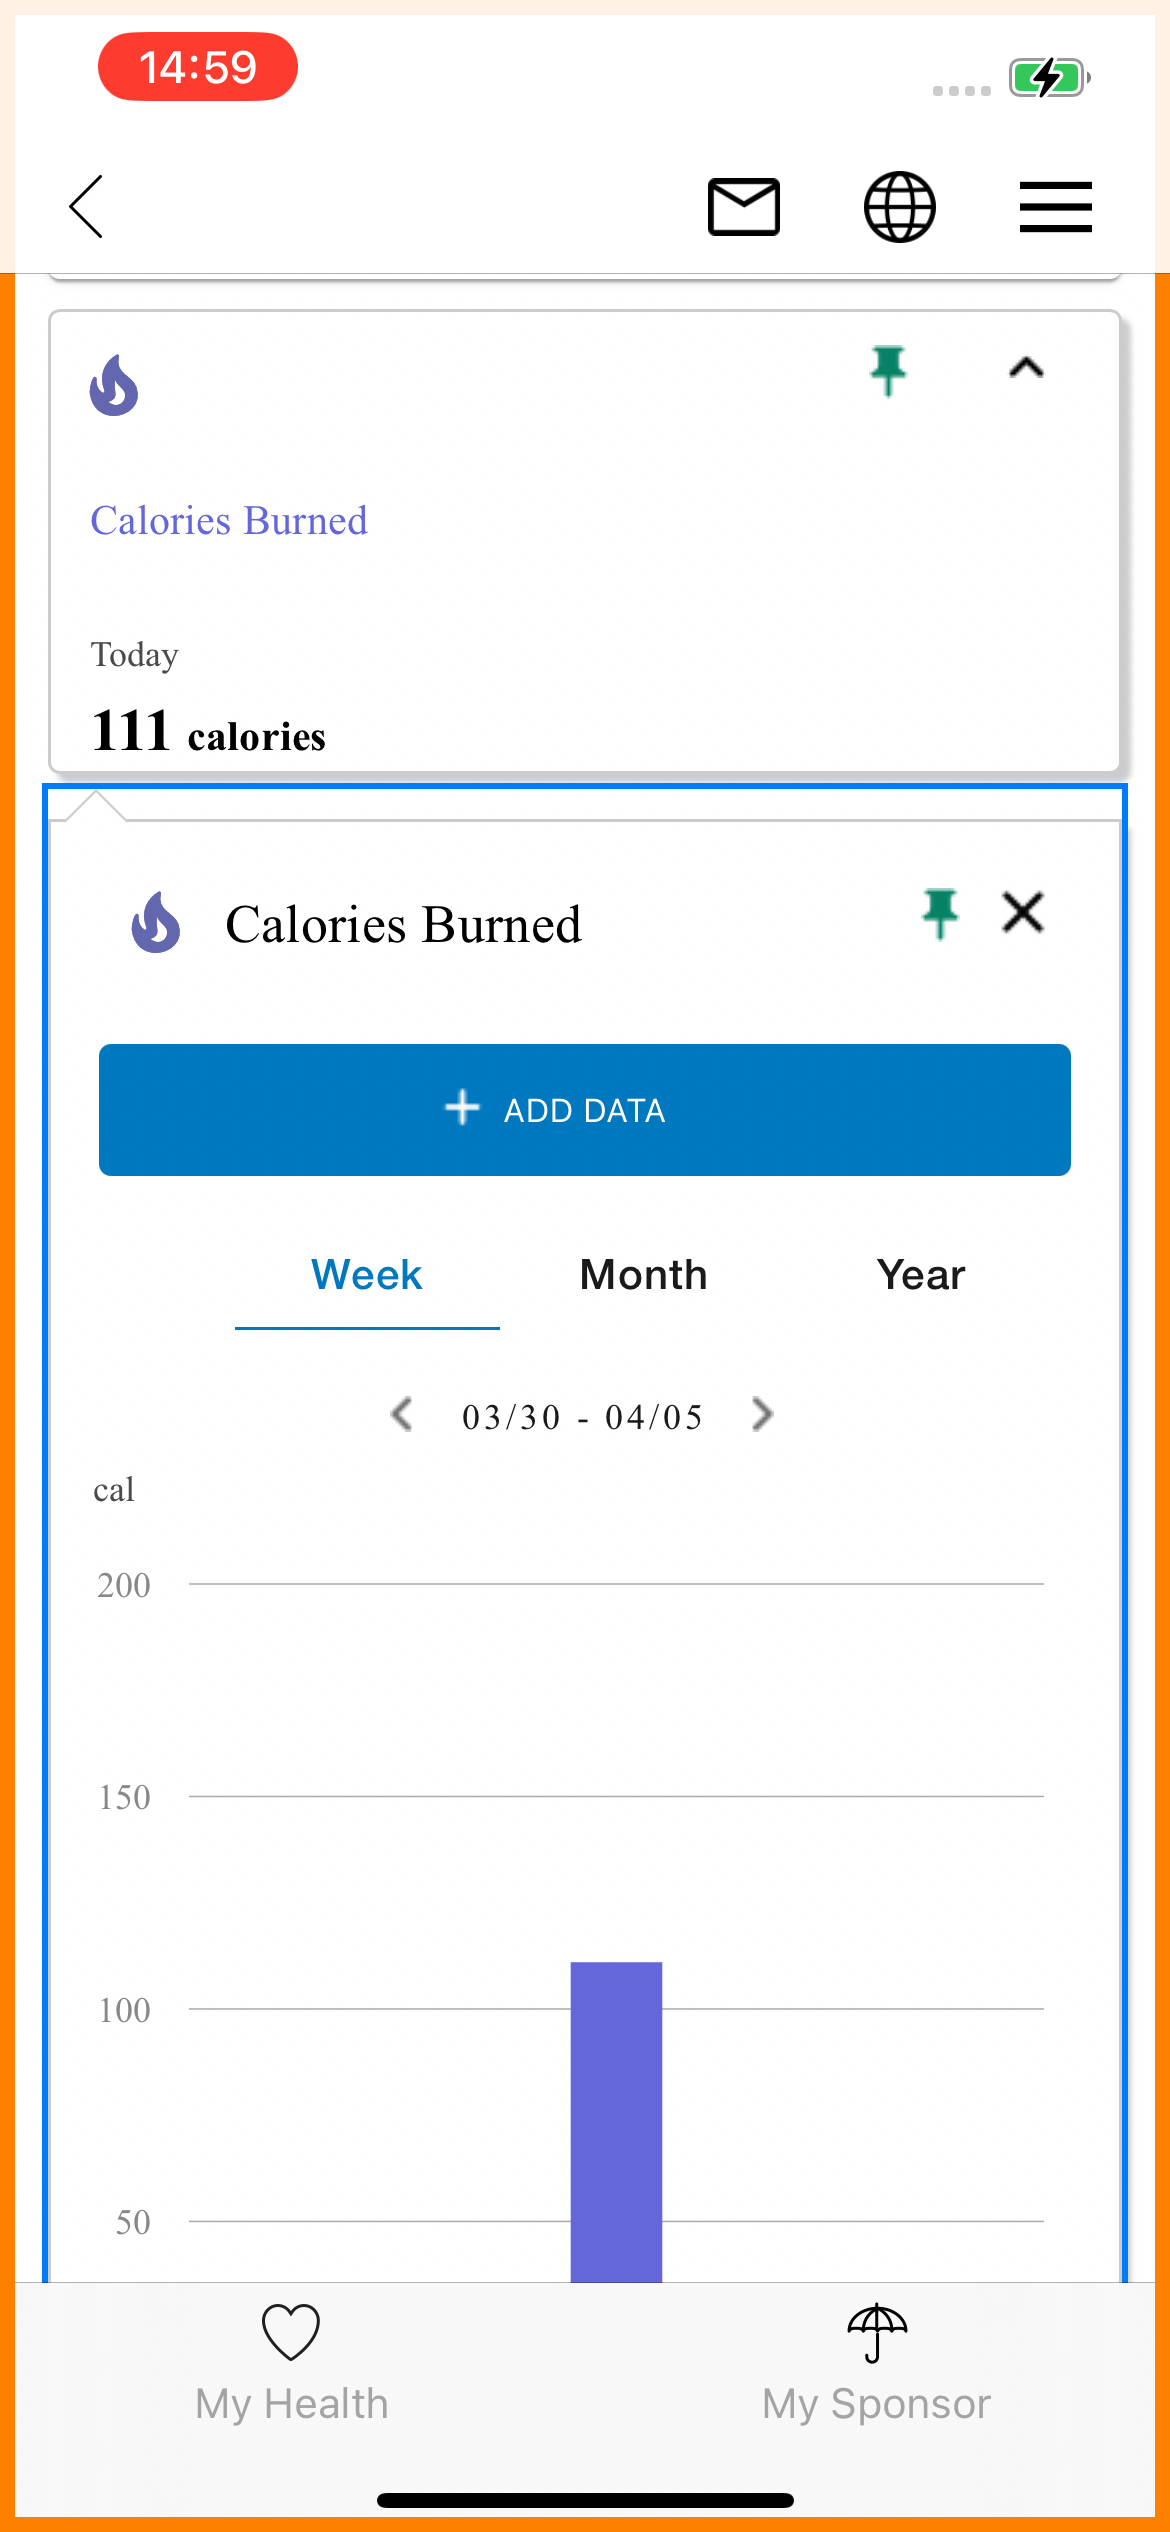 14:59
Calories Burned
Today
111 calories
Calories Burned
ADD DATA
Week Month Year
03/30 - 04/05
cal
200
150
100
50
My Health My Sponsor